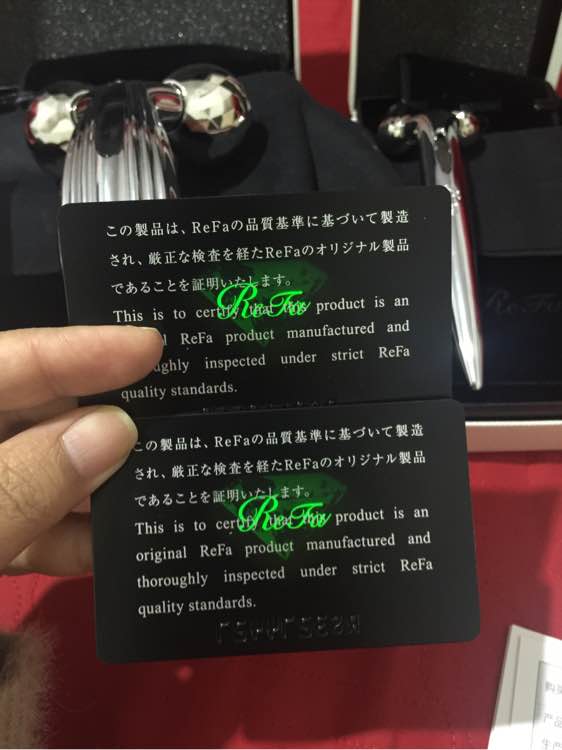 この製品は、ReFaの品質基準に基づいて製造
され、厳正な検査を経たReFaのオリジナル製品
であることを証明いたします。
ReFa
This is to certify that this product is an
ReFa product manufactured and
inspected under strict ReFa
quality standards.
この製品は、ReFaの品質基準に基づいて製造
され、厳正な検査を経たReFaのオリジナル製品
であることを証明いたします。
ReFa
This is to certify that this product is an
original ReFa product manufactured and
thoroughly inspected under strict ReFa
quality standards.
ReFa